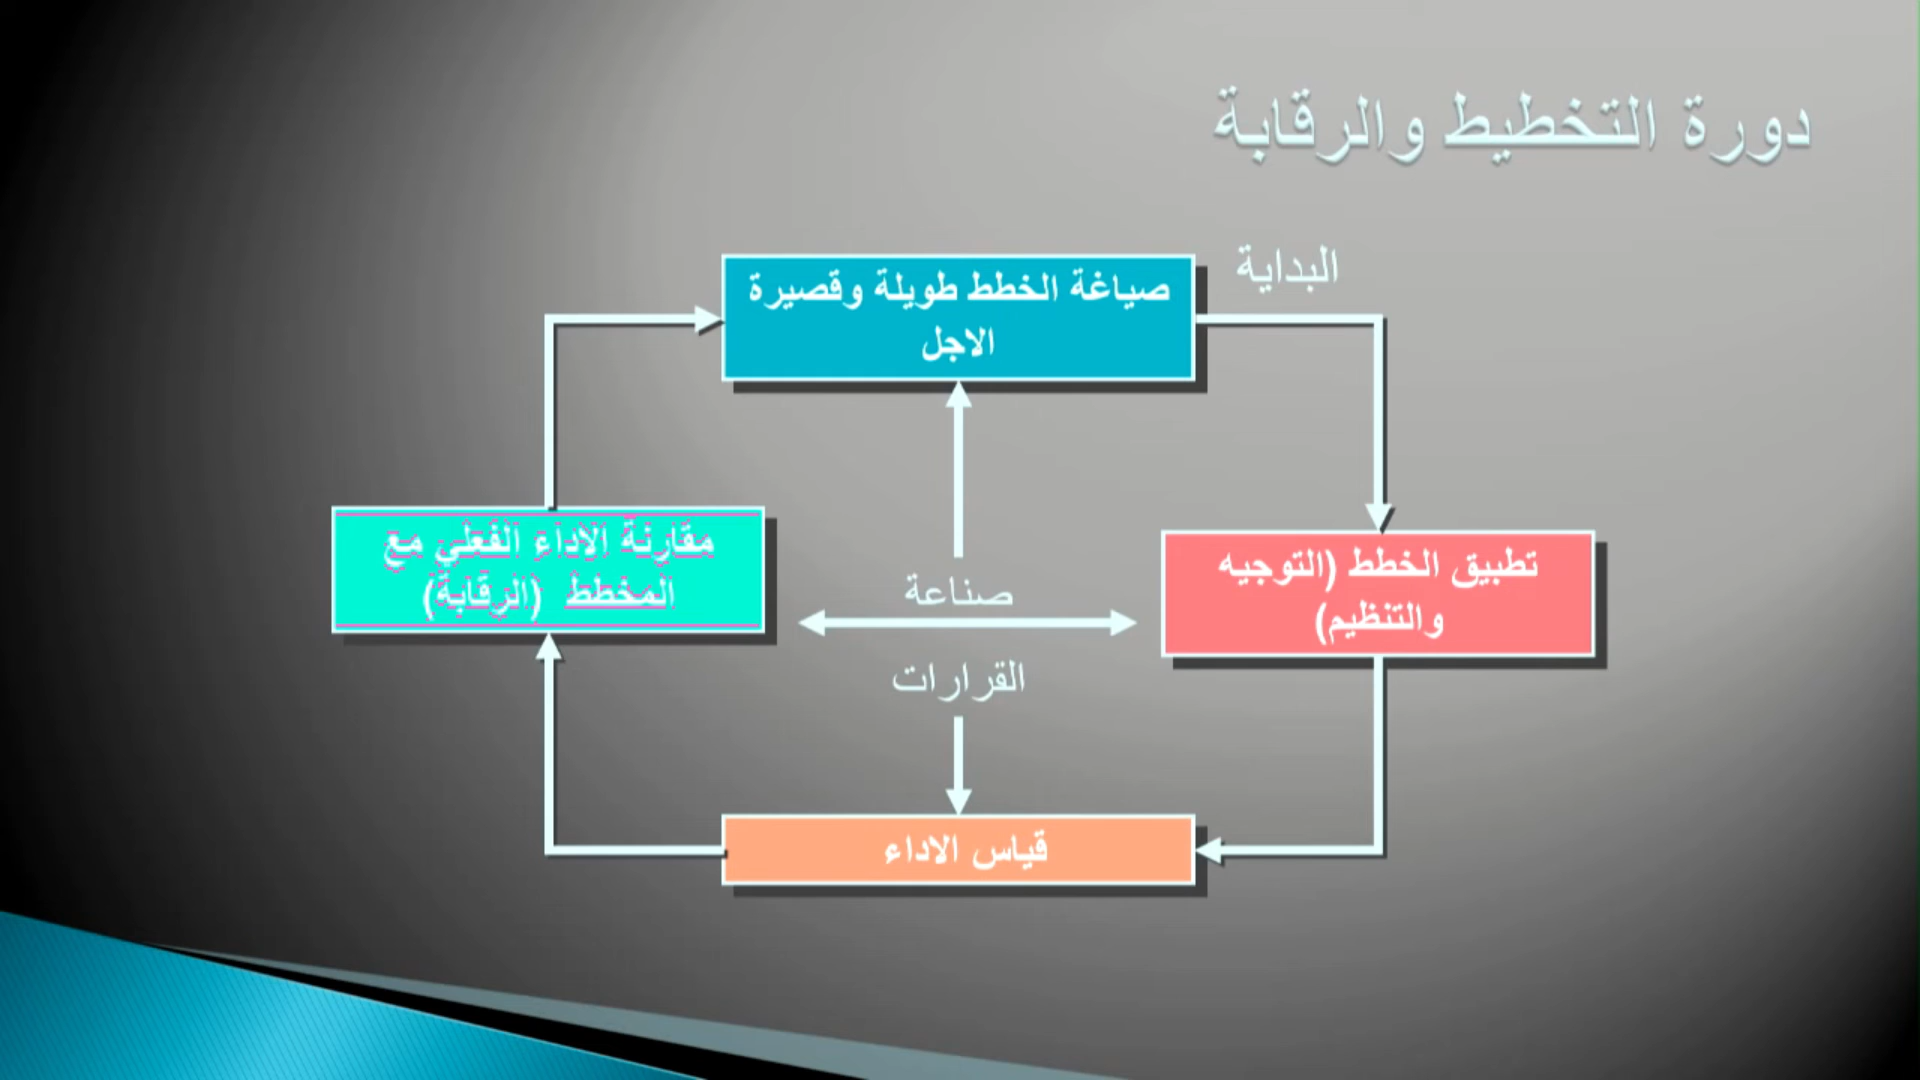 دورة التخطيط والرقابة
البداية
صياغة الخطط طويلة وقصيرة
الاجل
تطبيق الخطط (التوجيه
والتنظيم)
مقارنة الاداء الفعلي مع
المخطط (الرقابة)
صناعة
القرارات
قياس الاداء